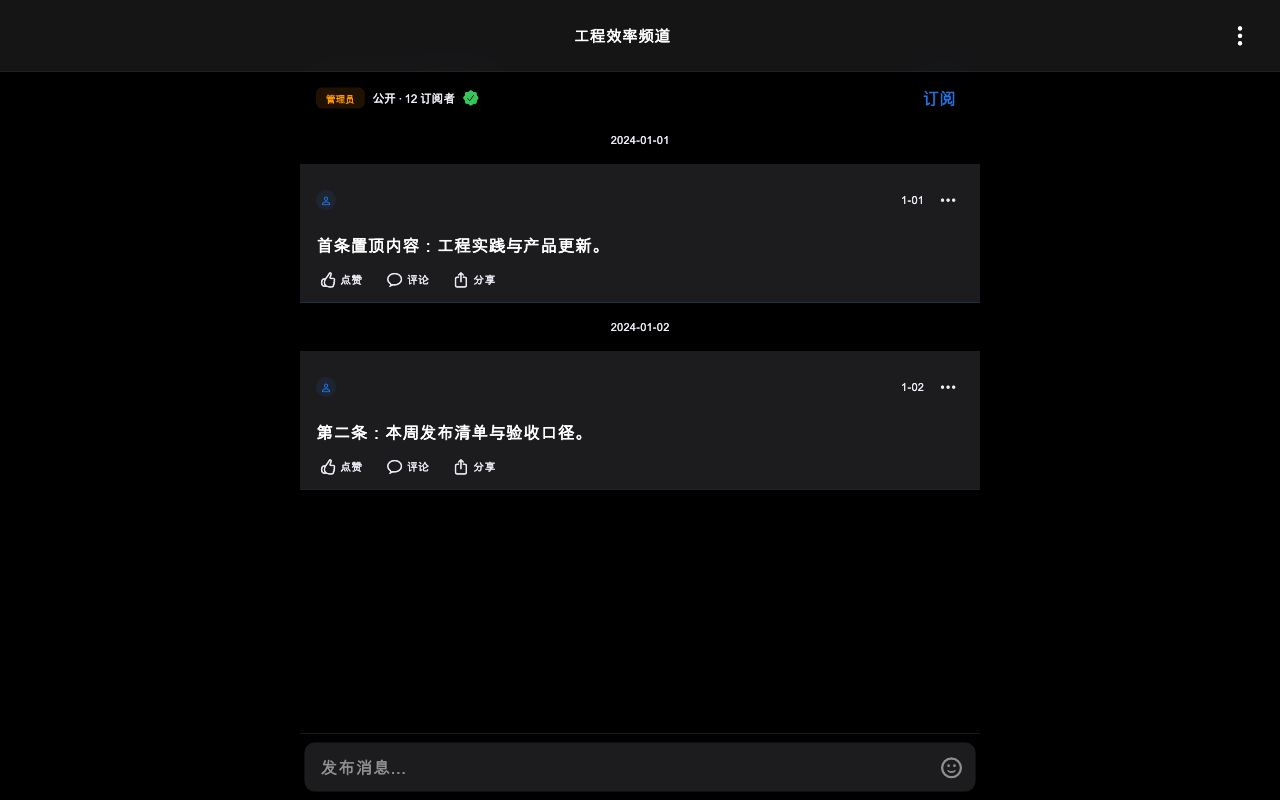 工程效率频道
管理员 公开 · 12 订阅者 订阅
2024-01-01
1-01
首条置顶内容：工程实践与产品更新。
点赞 评论 分享
2024-01-02
1-02
第二条：本周发布清单与验收口径。
点赞 评论 分享
发布消息...